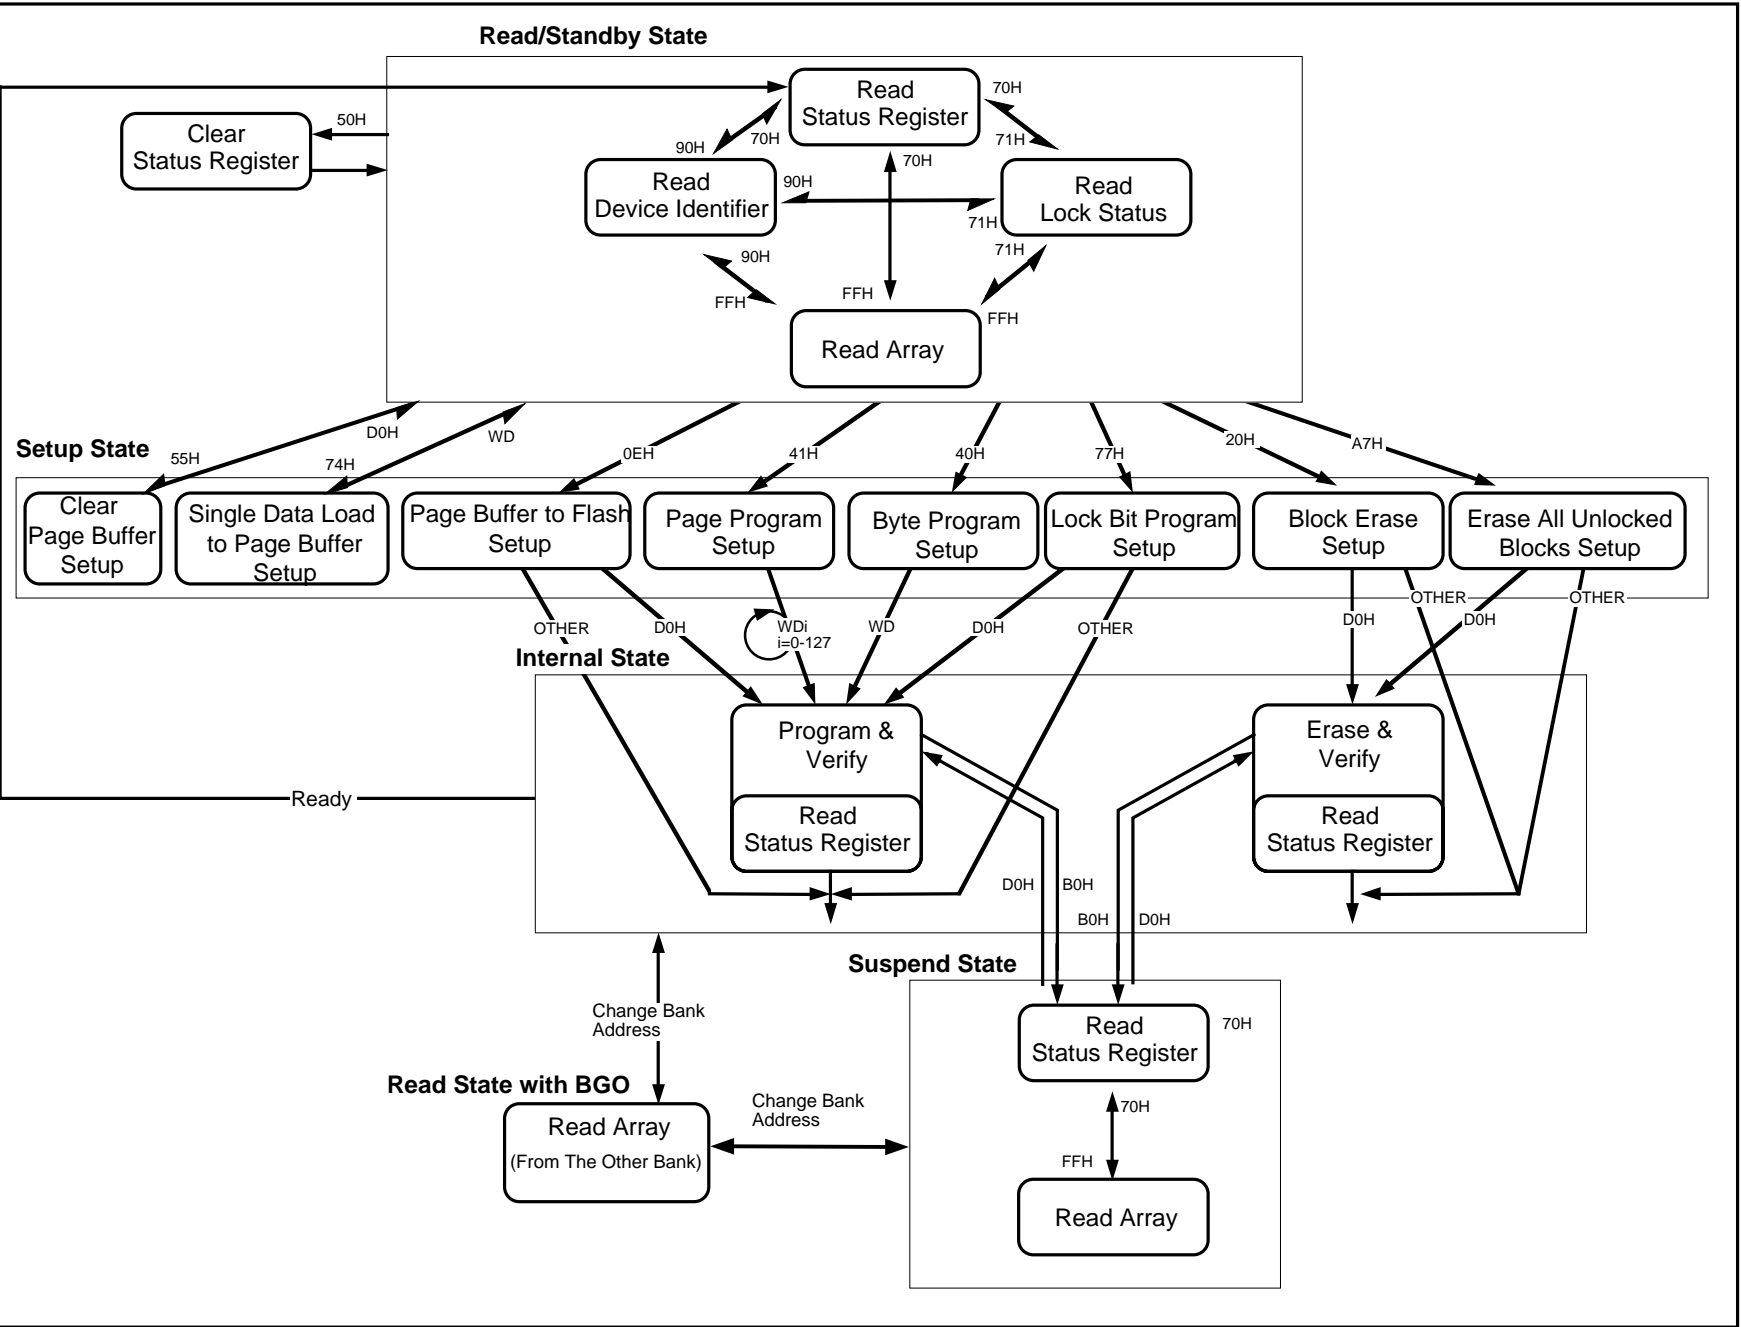 Read/Standby State
Read
Status Register
70H
50H
Clear
Status Register
70H
71H
90H
70H
Read
Device Identifier
90H
71H
Read
Lock Status
90H
FFH
FFH
71H
FFH
Read Array
Setup State
55H
D0H
74H
WD
0EH
41H
40H
77H
20H
A7H
Clear
Page Buffer
Setup
Single Data Load
to Page Buffer
Setup
Page Buffer to Flash
Setup
Page Program
Setup
Byte Program
Setup
Lock Bit Program
Setup
Block Erase
Setup
Erase All Unlocked
Blocks Setup
OTHER
D0H
WDi
i=0-127
WD
D0H
OTHER
D0H
OTHER
D0H
OTHER
Internal State
Program &
Verify
Read
Status Register
Erase &
Verify
Read
Status Register
Ready
D0H
B0H
B0H
D0H
Suspend State
Change Bank
Address
Read
Status Register
70H
Read State with BGO
Read Array
(From The Other Bank)
Change Bank
Address
70H
FFH
Read Array